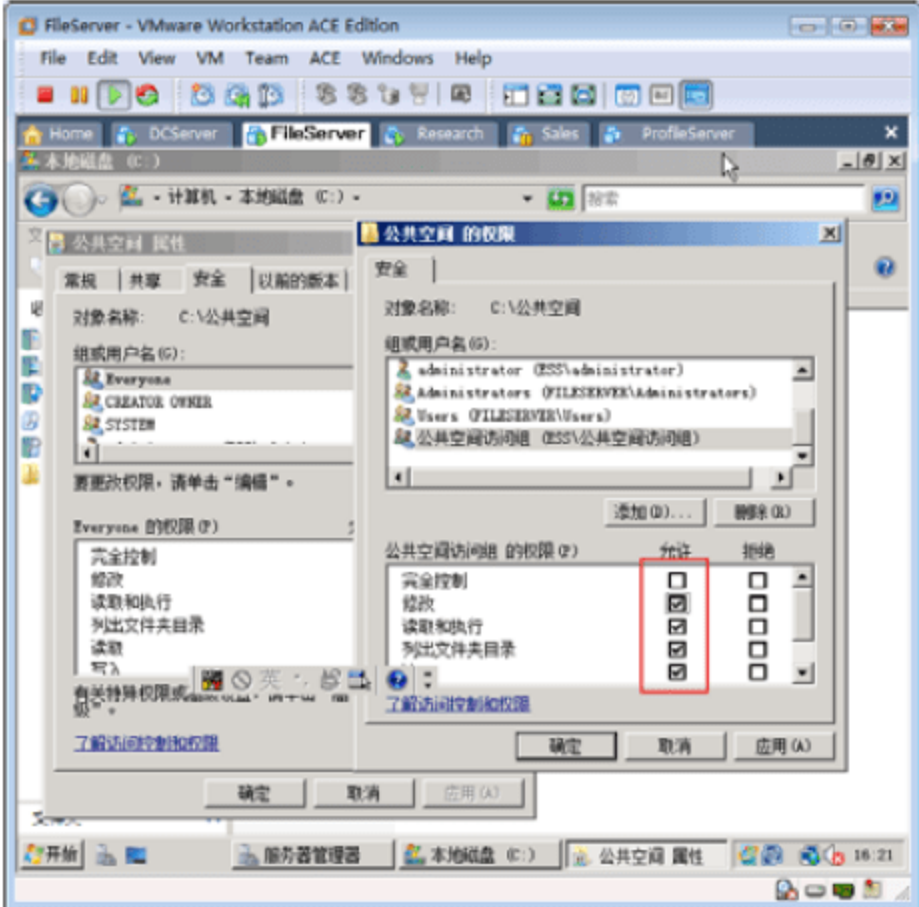 FileServer - VMware Workstation ACE Edition
File Edit View VM Team ACE Windows Help
Home DCServer FileServer Research Sales ProfileServer
本地磁盘 (C:)
计算机 - 本地磁盘 (C:) - 搜索
公共空间 属性
常规 共享 安全 以前的版本
对象名称: C:\公共空间
组或用户名(G):
Everyone
CREATOR OWNER
SYSTEM
要更改权限，请单击“编辑”。
Everyone 的权限(P)
完全控制
修改
读取和执行
列出文件夹目录
读取
写入
级”。
了解访问控制和权限
确定 取消 应用(A)
公共空间 的权限
安全
对象名称: C:\公共空间
组或用户名(G):
administrator (ESS\administrator)
Administrators (FILESERVER\Administrators)
Users (FILESERVER\Users)
公共空间访问组 (ESS\公共空间访问组)
添加(D)... 删除(R)
公共空间访问组 的权限(P) 允许 拒绝
完全控制
修改
读取和执行
列出文件夹目录
了解访问控制和权限
确定 取消 应用(A)
英
开始 服务器管理器 本地磁盘 (C:) 公共空间 属性 16:21